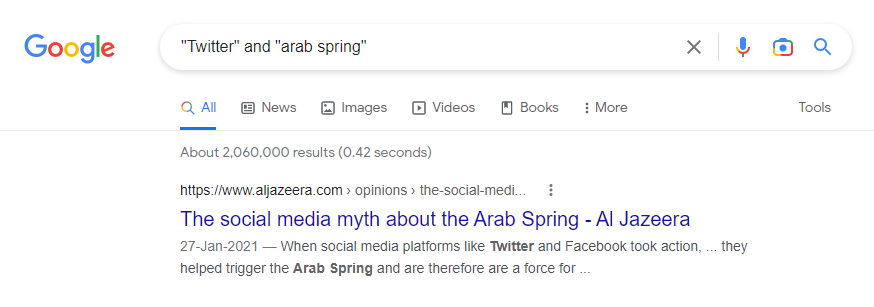 Google
"Twitter" and "arab spring"
All News Images Videos Books More Tools
About 2,060,000 results (0.42 seconds)
https://www.aljazeera.com › opinions › the-social-medi...
The social media myth about the Arab Spring - Al Jazeera
27-Jan-2021 — When social media platforms like Twitter and Facebook took action, ... they
helped trigger the Arab Spring and are therefore are a force for ...